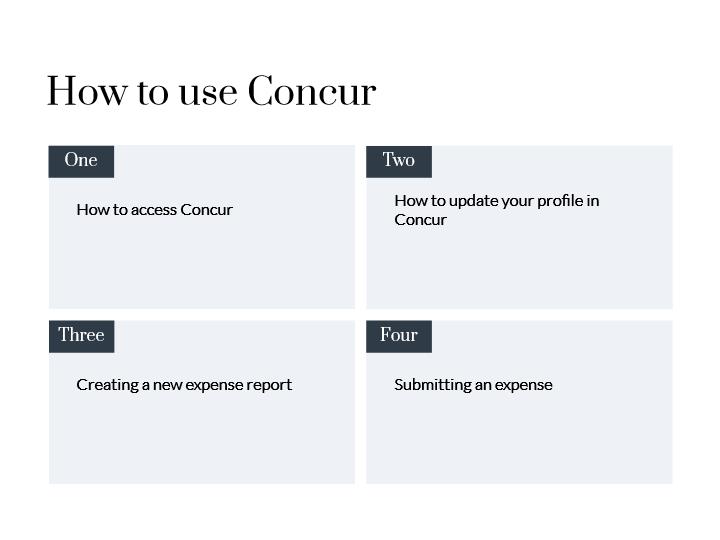 How to use Concur
One
How to access Concur
Two
How to update your profile in
Concur
Three
Creating a new expense report
Four
Submitting an expense